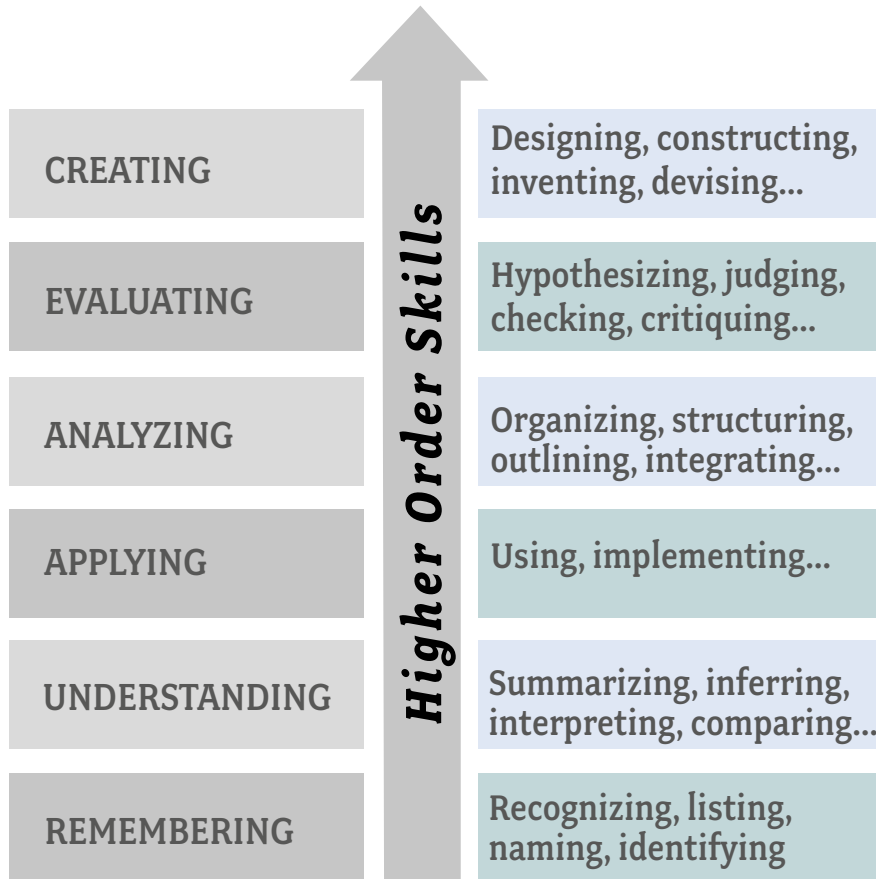 CREATING
Designing, constructing,
inventing, devising...
EVALUATING
Hypothesizing, judging,
checking, critiquing...
Higher Order Skills
ANALYZING
Organizing, structuring,
outlining, integrating...
APPLYING
Using, implementing...
UNDERSTANDING
Summarizing, inferring,
interpreting, comparing...
REMEMBERING
Recognizing, listing,
naming, identifying